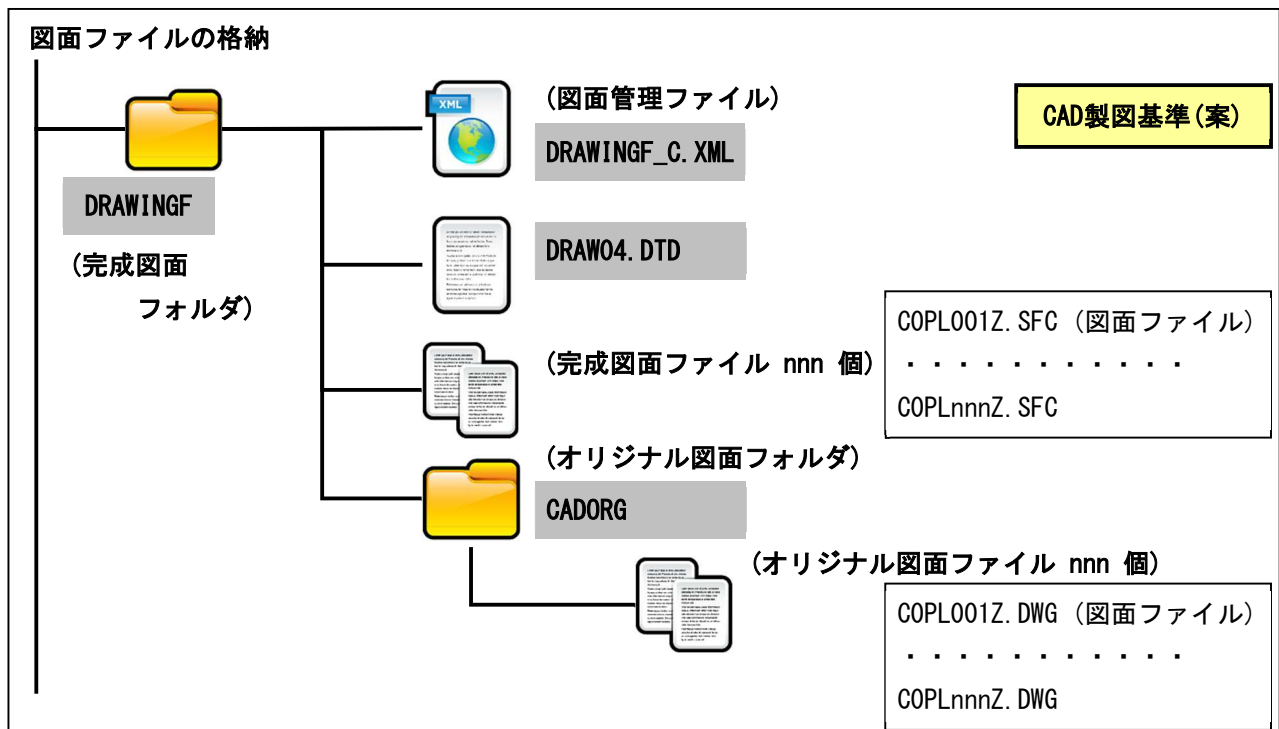 図面ファイルの格納
XML
(図面管理ファイル)
DRAWINGF_C.XML
CAD製図基準(案)
DRAWINGF
(完成図面
フォルダ)
DRAW04.DTD
(完成図面ファイル nnn 個)
C0PL001Z.SFC (図面ファイル)
・・・・・・・・・・・
C0PLnnnZ.SFC
(オリジナル図面フォルダ)
CADORG
(オリジナル図面ファイル nnn 個)
C0PL001Z.DWG (図面ファイル)
・・・・・・・・・・・
C0PLnnnZ.DWG